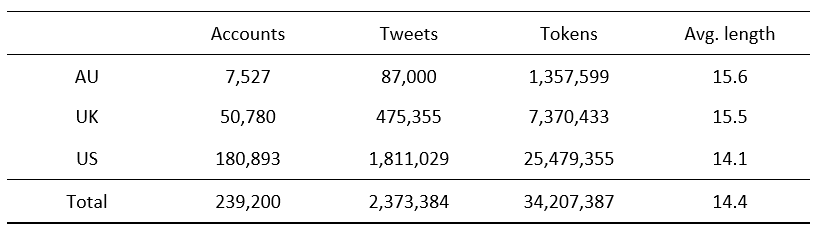 Accounts Tweets Tokens Avg. length
AU 7,527 87,000 1,357,599 15.6
UK 50,780 475,355 7,370,433 15.5
US 180,893 1,811,029 25,479,355 14.1
Total 239,200 2,373,384 34,207,387 14.4